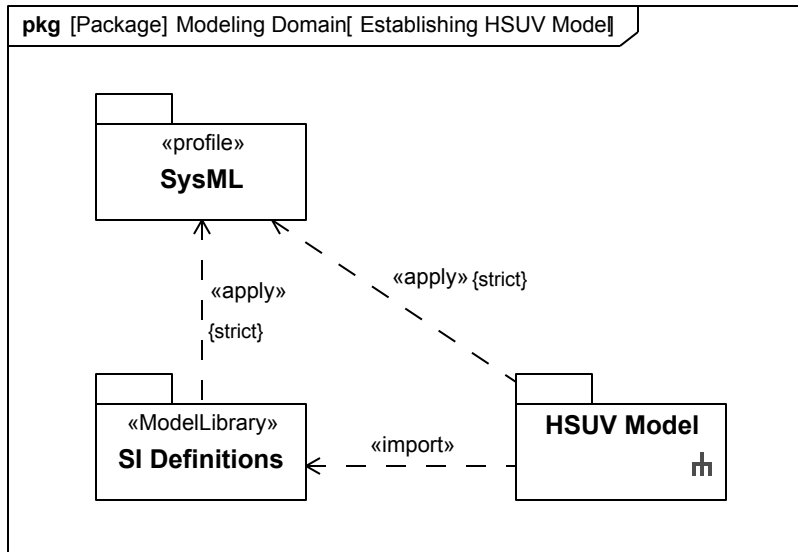 pkg [Package] Modeling Domain[ Establishing HSUV Model]
«profile»
SysML
«apply» {strict}
«apply»
{strict}
«ModelLibrary»
SI Definitions
«import»
HSUV Model